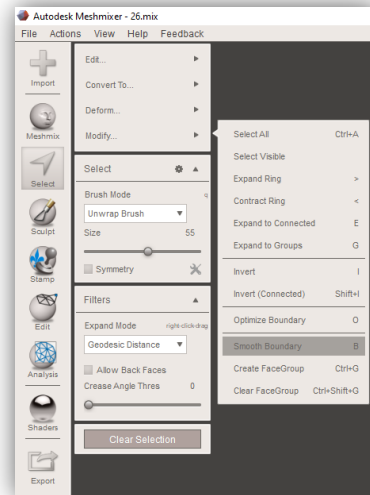 Autodesk Meshmixer - 26.mix
File Actions View Help Feedback
Import
Meshmix
Select
Sculpt
Stamp
Edit
Analysis
Shaders
Export
Edit...
Convert To...
Deform...
Modify...
Select
Brush Mode q
Unwrap Brush
Size 55
Symmetry
Filters
Expand Mode right-click drag
Geodesic Distance
Allow Back Faces
Crease Angle Thres 0
Clear Selection
Select All Ctrl+A
Select Visible
Expand Ring >
Contract Ring <
Expand to Connected E
Expand to Groups G
Invert I
Invert (Connected) Shift+I
Optimize Boundary O
Smooth Boundary B
Create FaceGroup Ctrl+G
Clear FaceGroup Ctrl+Shift+G